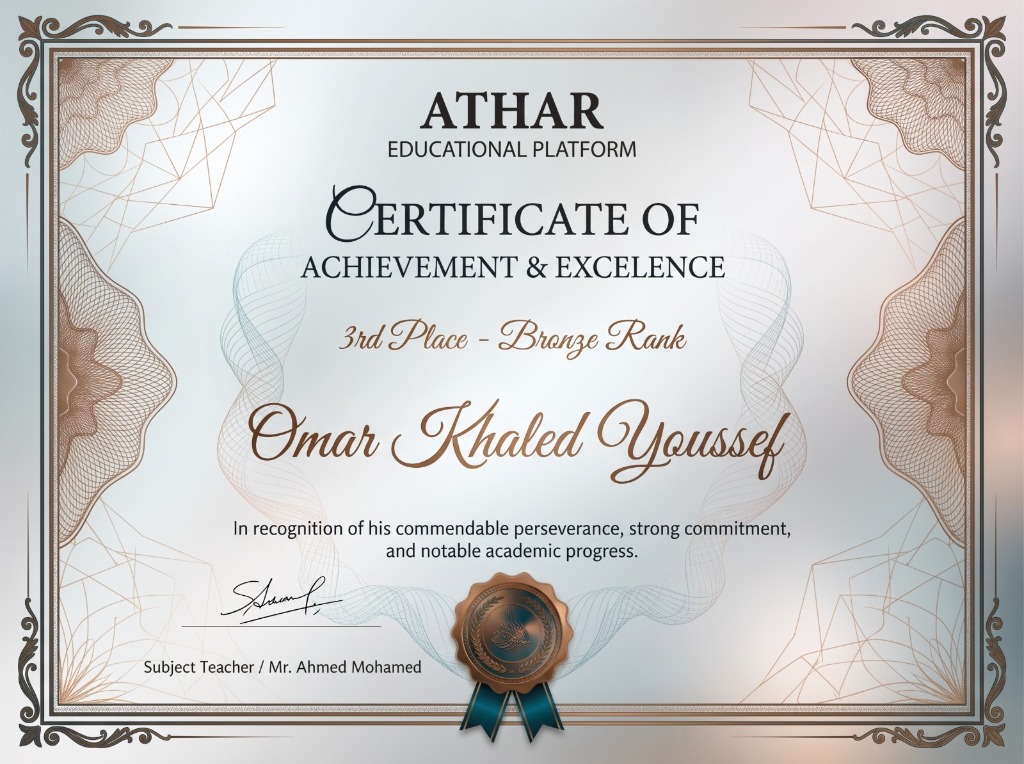 ATHAR
EDUCATIONAL PLATFORM
CERTIFICATE OF
ACHIEVEMENT & EXCELENCE
3rd Place - Bronze Rank
Omar Khaled Youssef
In recognition of his commendable perseverance, strong commitment,
and notable academic progress.
Subject Teacher / Mr. Ahmed Mohamed